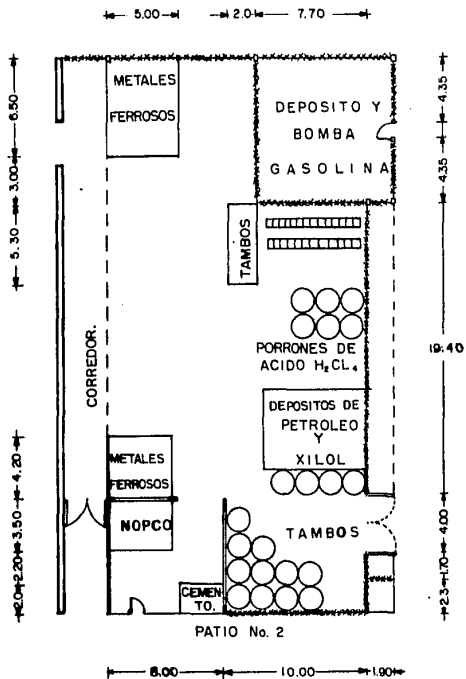 5.00 2.0 7.70
METALES
FERROSOS
DEPOSITO Y
BOMBA
GASOLINA
6.50
3.00
5.30
4.20
3.50
2.20
2.0
4.35
4.35
19.40
4.00
1.70
2.3
TAMBOS
CORREDOR.
PORRONES DE
ACIDO H₂CL₄
DEPOSITOS DE
PETROLEO
Y
XILOL
METALES
FERROSOS
NOPCO
TAMBOS
CEMEN
TO.
PATIO No. 2
8.00 10.00 1.90